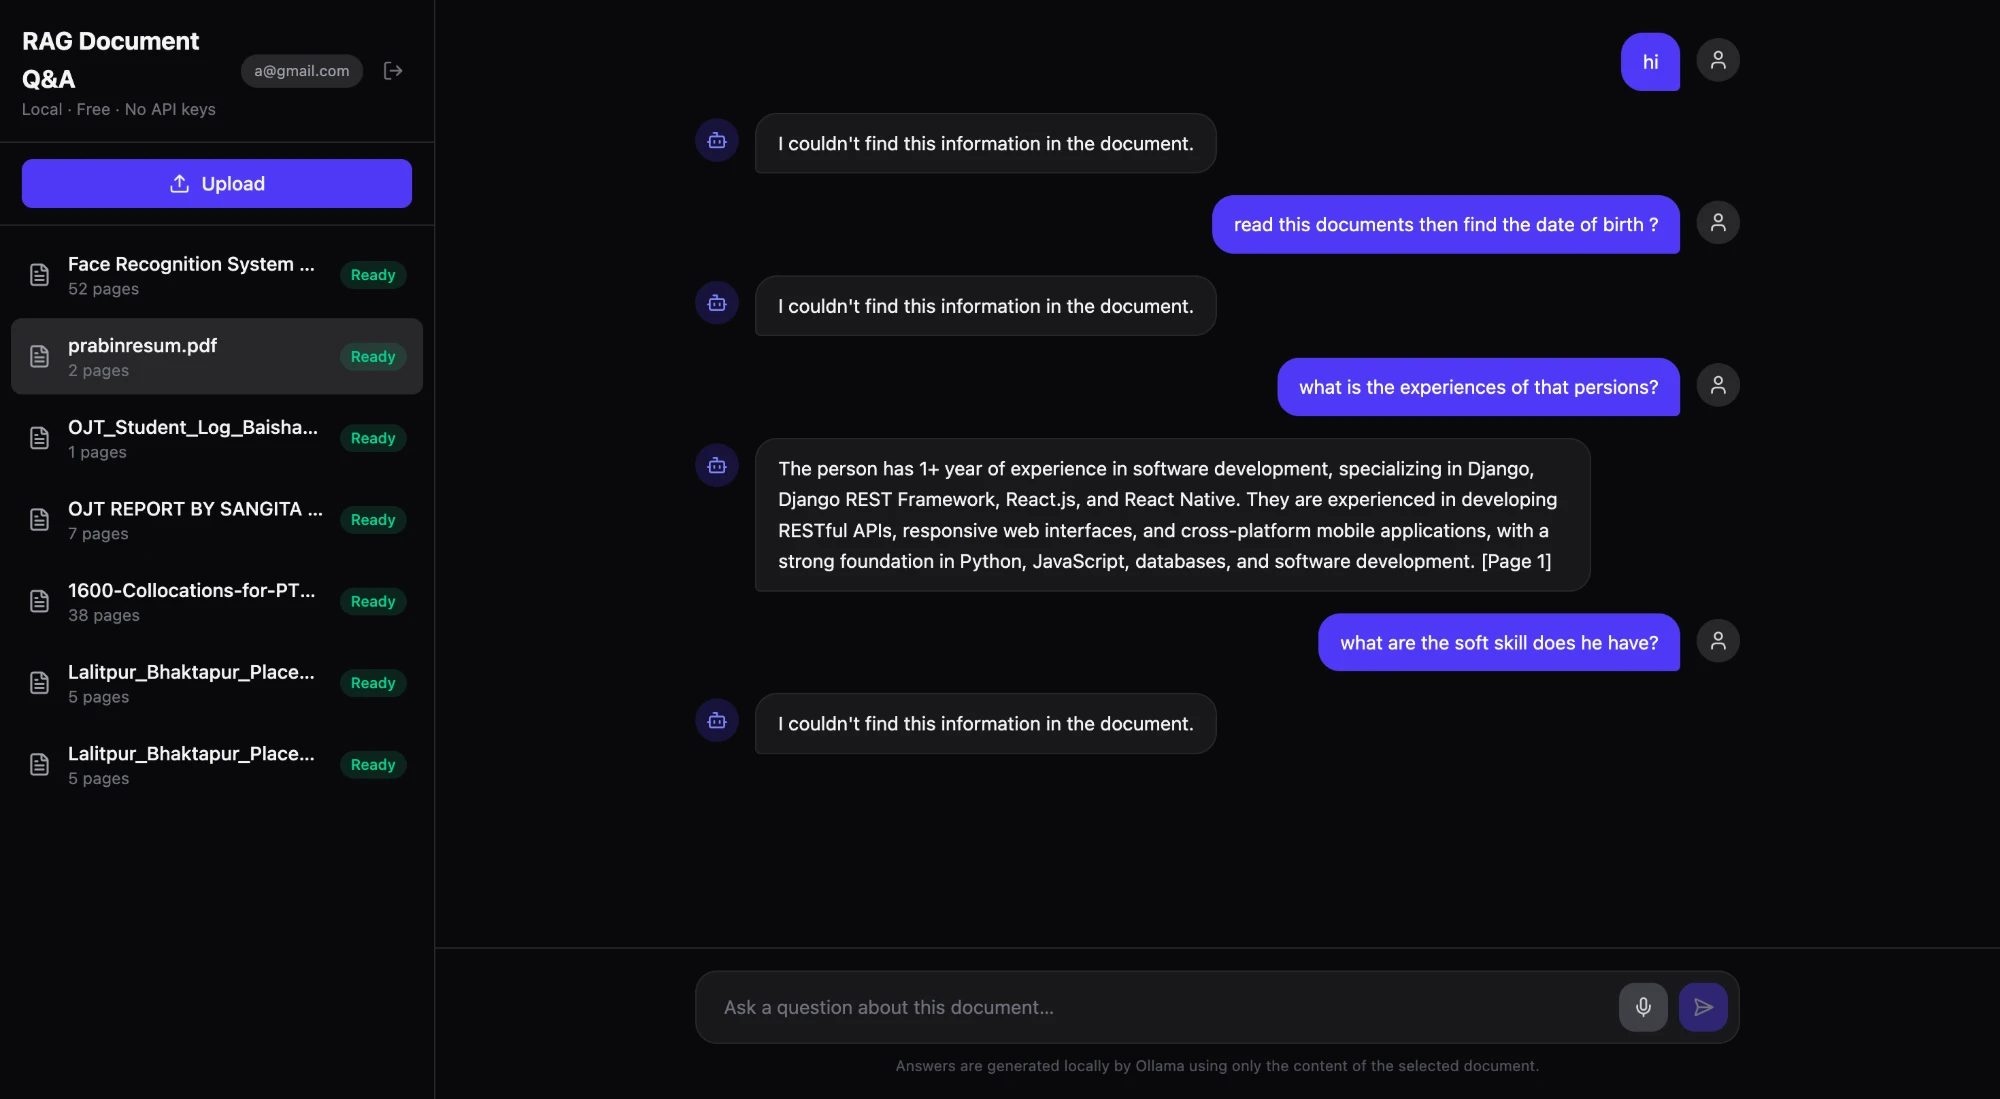 RAG Document
Q&A
a@gmail.com
Local · Free · No API keys
Upload
Face Recognition System ...
52 pages
Ready
prabinresum.pdf
2 pages
Ready
OJT_Student_Log_Baisha...
1 pages
Ready
OJT REPORT BY SANGITA ...
7 pages
Ready
1600-Collocations-for-PT...
38 pages
Ready
Lalitpur_Bhaktapur_Place...
5 pages
Ready
Lalitpur_Bhaktapur_Place...
5 pages
Ready
hi
I couldn't find this information in the document.
read this documents then find the date of birth ?
I couldn't find this information in the document.
what is the experiences of that persions?
The person has 1+ year of experience in software development, specializing in Django,
Django REST Framework, React.js, and React Native. They are experienced in developing
RESTful APIs, responsive web interfaces, and cross-platform mobile applications, with a
strong foundation in Python, JavaScript, databases, and software development. [Page 1]
what are the soft skill does he have?
I couldn't find this information in the document.
Ask a question about this document...
Answers are generated locally by Ollama using only the content of the selected document.